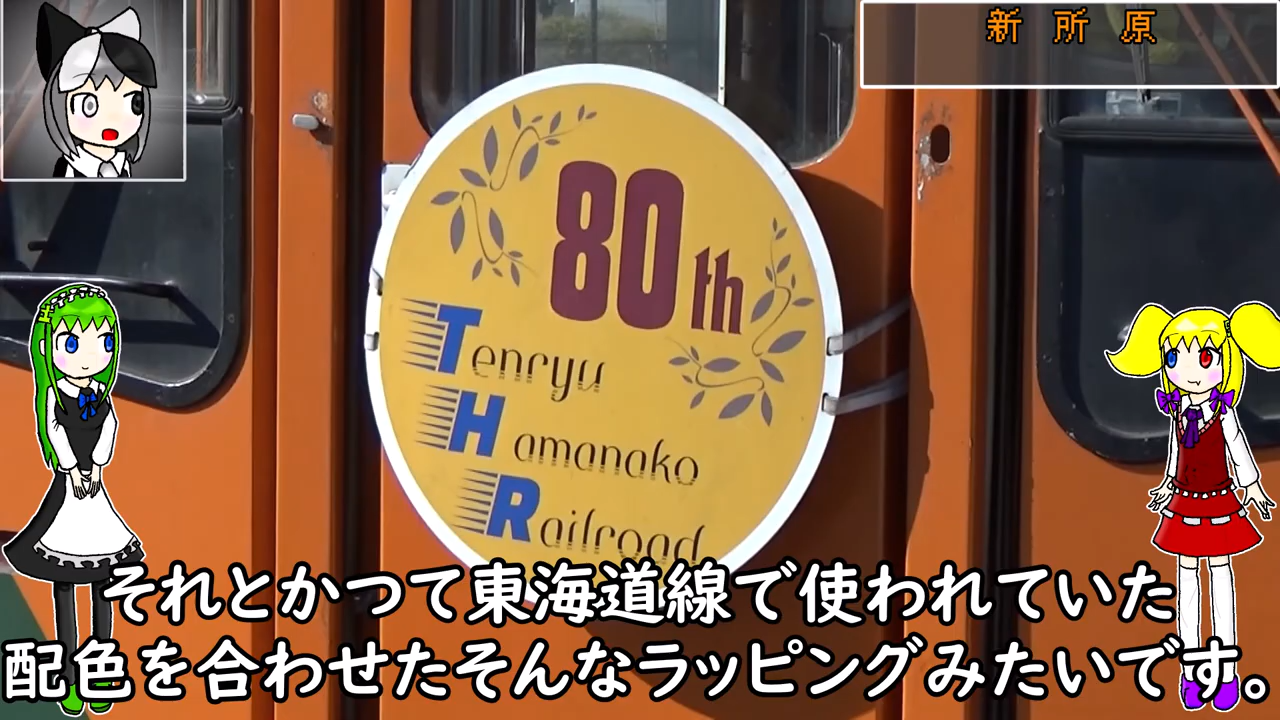 新所原
80th
Tenryu
Hamanako
Railroad
それとかつて東海道線で使われていた
配色を合わせたそんなラッピングみたいです。